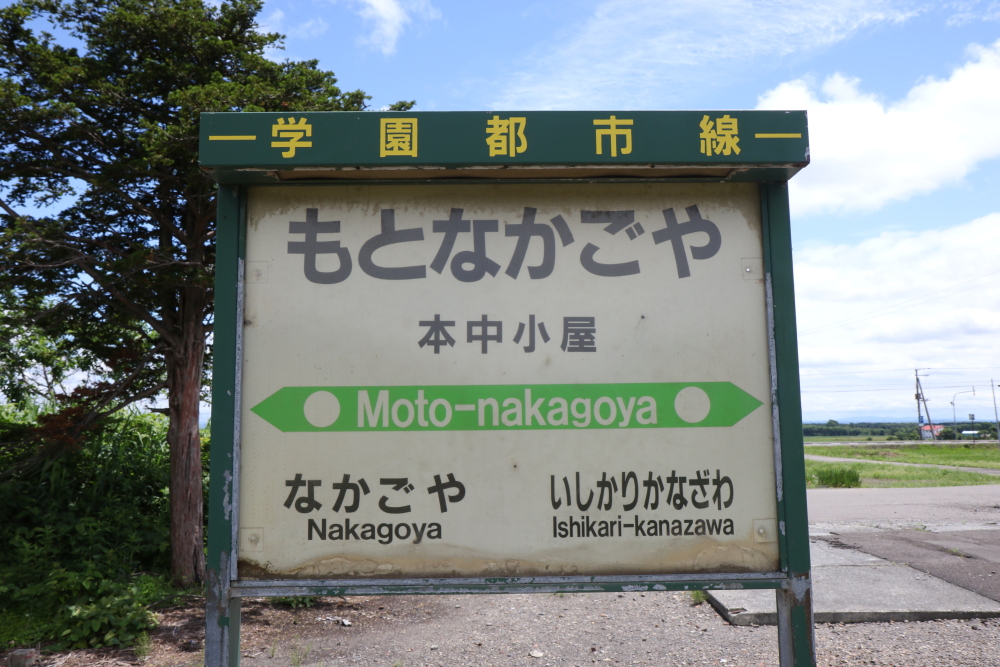 学園都市線
もとなかごや
本中小屋
Moto-nakagoya
なかごや いしかりかなざわ
Nakagoya Ishikari-kanazawa